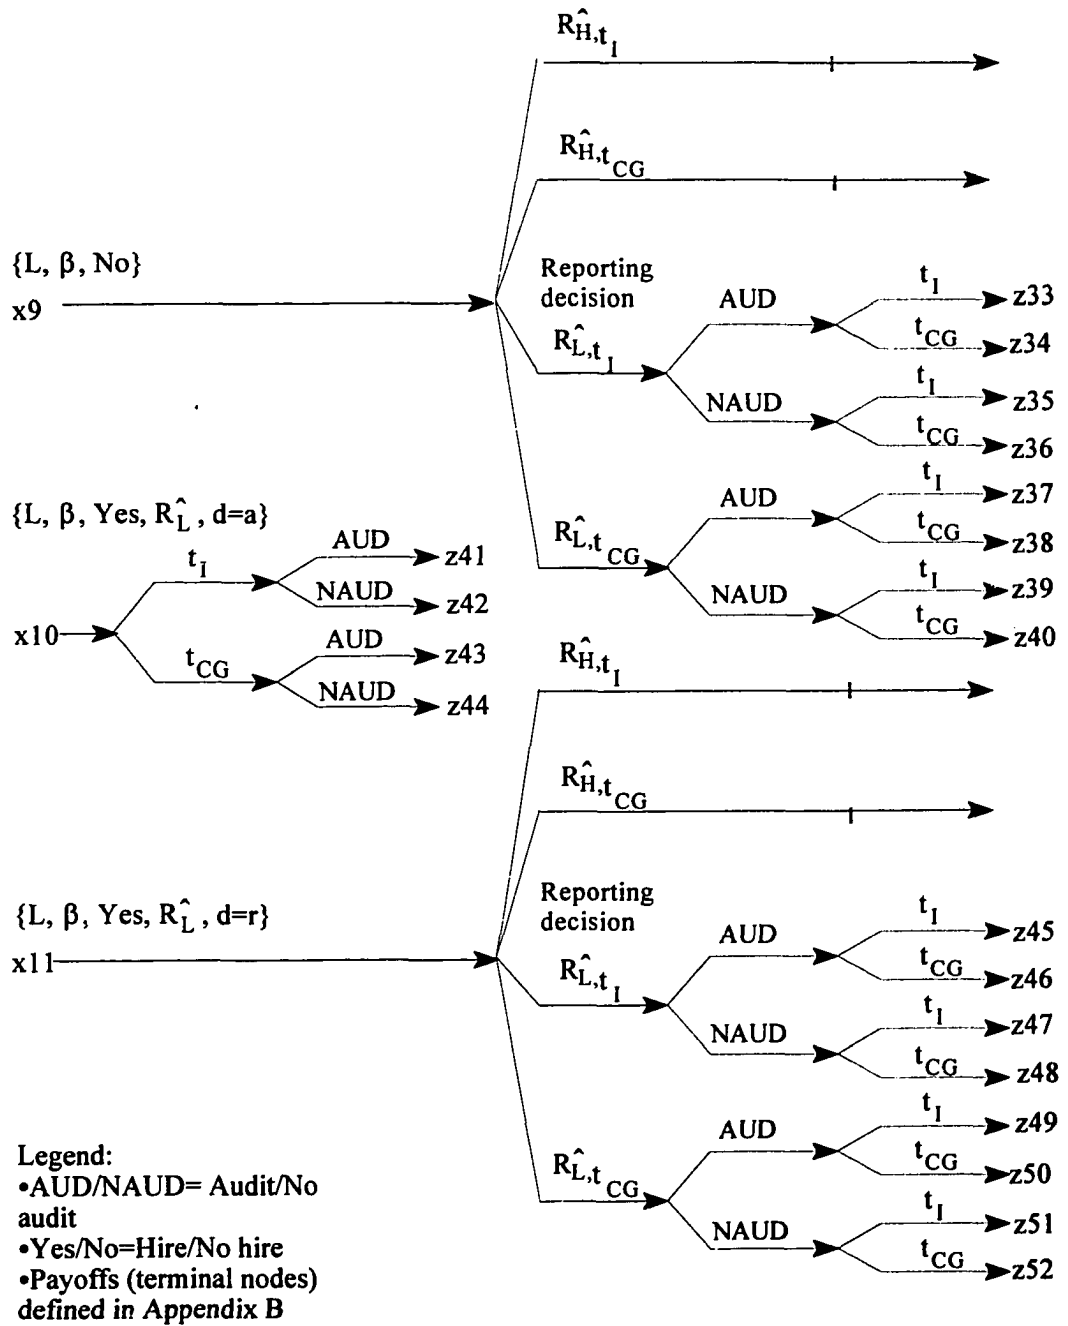 R̂H,tI
R̂H,tCG
{L, β, No}
x9
Reporting
decision
R̂L,tI
AUD
tI
z33
tCG
z34
NAUD
tI
z35
tCG
z36
R̂L,tCG
AUD
tI
z37
tCG
z38
NAUD
tI
z39
tCG
z40
{L, β, Yes, R̂L , d=a}
x10
tI
AUD
z41
NAUD
z42
tCG
AUD
z43
NAUD
z44
R̂H,tI
R̂H,tCG
{L, β, Yes, R̂L , d=r}
x11
Reporting
decision
R̂L,tI
AUD
tI
z45
tCG
z46
NAUD
tI
z47
tCG
z48
R̂L,tCG
AUD
tI
z49
tCG
z50
NAUD
tI
z51
tCG
z52
Legend:
•AUD/NAUD= Audit/No
audit
•Yes/No=Hire/No hire
•Payoffs (terminal nodes)
defined in Appendix B